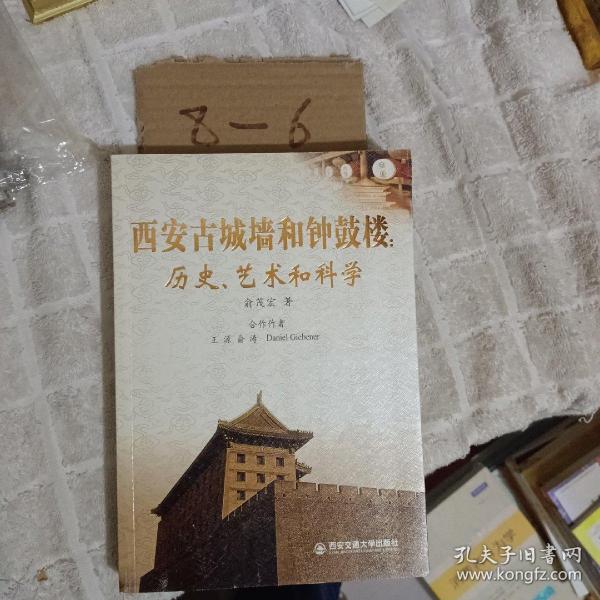 8-6
西安古城墙和钟鼓楼:
历史、艺术和科学
俞茂宏 著
合作作者
王源 俞涛 Daniel Giebener
西安交通大学出版社
孔夫子旧书网
www.kongfz.com